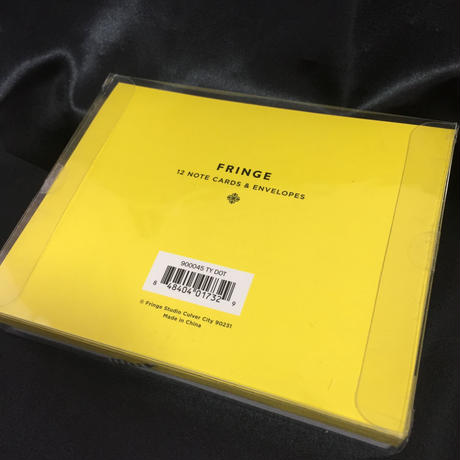 FRINGE
12 NOTE CARDS & ENVELOPES
900045 TY DOT
8 48404 01732 9
© Fringe Studio Culver City 90231
Made in China